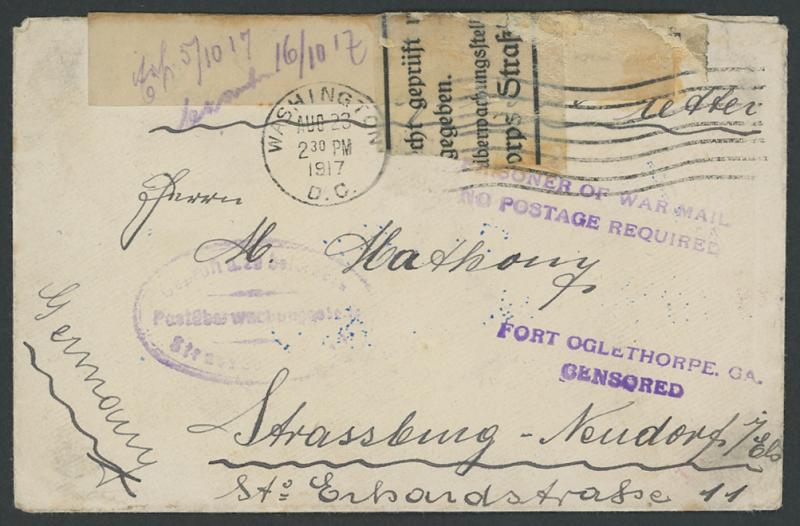 5/10 17
16/10 17
cht geprüft
gegeben.
überwachungsstell
orps Straß
letter
WASHINGTON
AUG 23
2 30 PM
1917
D.C.
Herrn
PRISONER OF WAR MAIL
NO POSTAGE REQUIRED
M. Mathony
Postüberwachungsstelle
Germany
FORT OGLETHORPE. GA.
CENSORED
Strassburg - Neudorf i/Els
St. Erhardstrasse 11